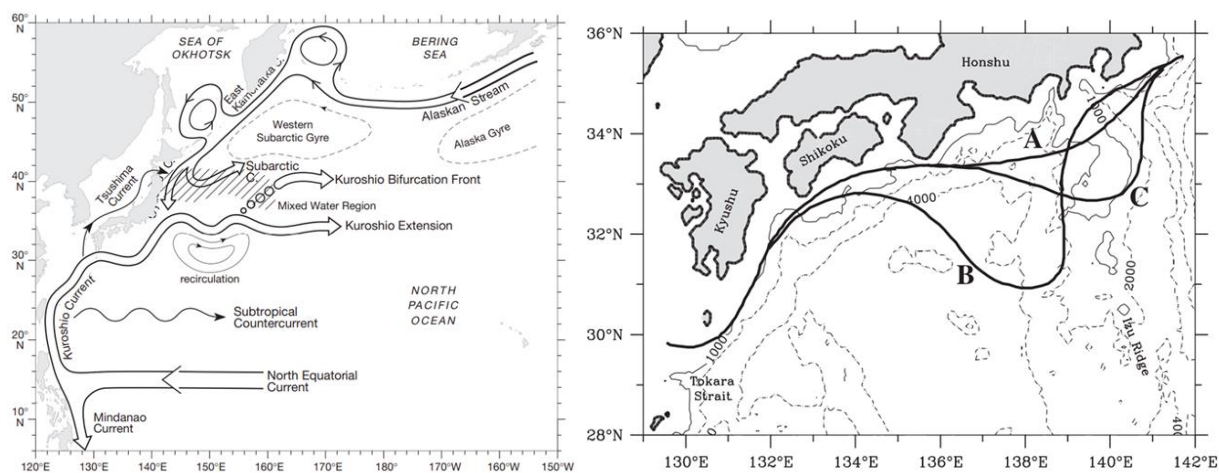 60°
N
SEA OF
OKHOTSK
BERING
SEA
50°
East
Alaskan Stream
Western
Subarctic Gyre
Alaska Gyre
40°
N
Subarctic
Kuroshio Bifurcation Front
Tsushima
Current
Mixed Water Region
Kuroshio Extension
30°
N
recirculation
Kuroshio Current
NORTH
PACIFIC
OCEAN
Subtropical
Countercurrent
20°
N
North Equatorial
Current
10°
N
Mindanao
Current
120° 130°E 140°E 150°E 160°E 170°E 180° 170°W 160°W 150°W
36°N
34°N
32°N
30°N
28°N
Honshu
Shikoku
Kyushu
A
B
C
4000
2000
1000
Izu Ridge
Tokara
Strait
130°E 132°E 134°E 136°E 138°E 140°E 142°E